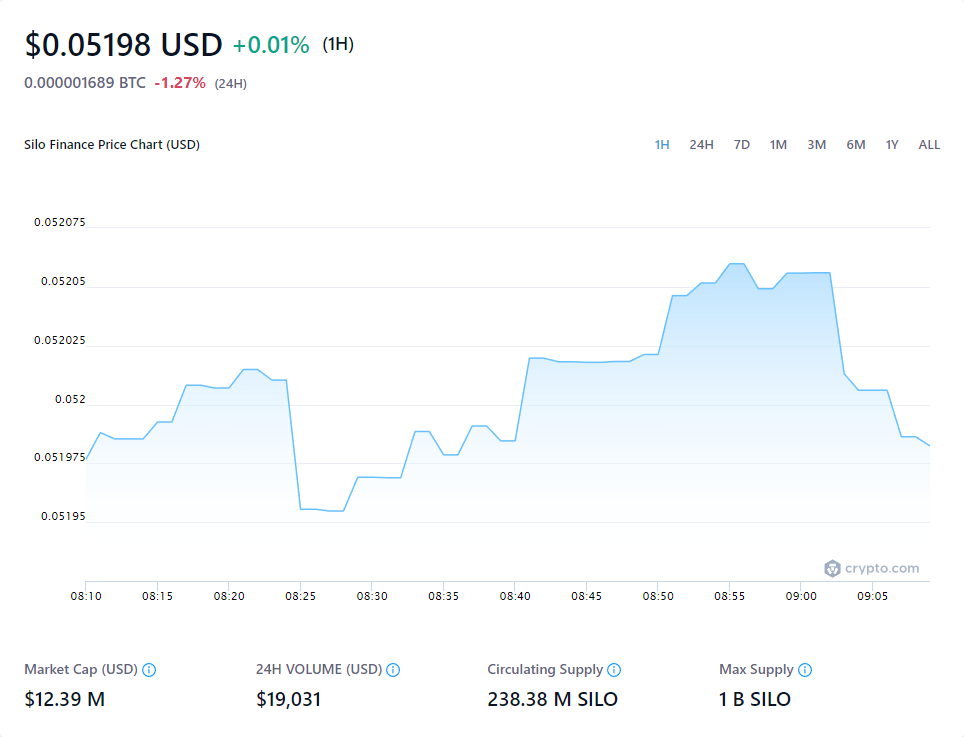 $0.05198 USD +0.01% (1H)
0.000001689 BTC -1.27% (24H)
Silo Finance Price Chart (USD)
1H 24H 7D 1M 3M 6M 1Y ALL
0.052075
0.05205
0.052025
0.052
0.051975
0.05195
crypto.com
08:10 08:15 08:20 08:25 08:30 08:35 08:40 08:45 08:50 08:55 09:00 09:05
Market Cap (USD) 24H VOLUME (USD) Circulating Supply Max Supply
$12.39 M $19,031 238.38 M SILO 1 B SILO